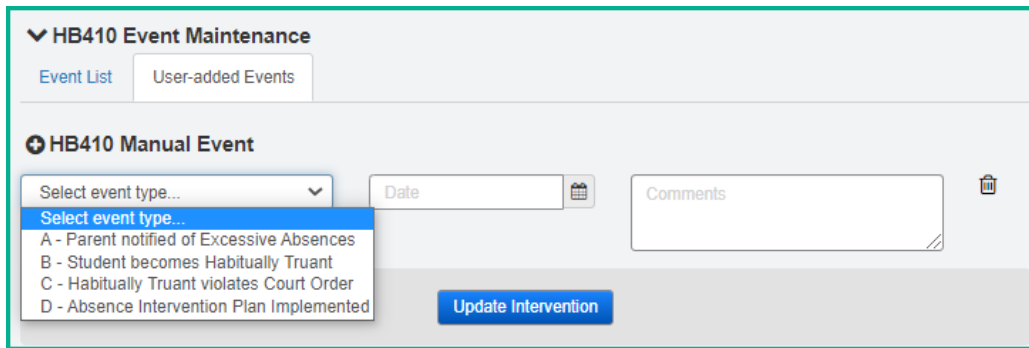 HB410 Event Maintenance
Event List
User-added Events
HB410 Manual Event
Select event type...
Date
Comments
Select event type...
A - Parent notified of Excessive Absences
B - Student becomes Habitually Truant
C - Habitually Truant violates Court Order
D - Absence Intervention Plan Implemented
Update Intervention